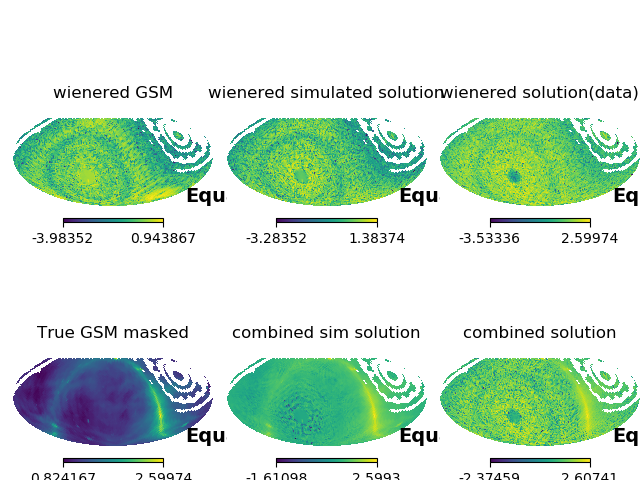 wienered GSM
wienered simulated solution
wienered solution(data)
Equ
Equ
Eq
-3.98352 0.943867
-3.28352 1.38374
-3.53336 2.59974
True GSM masked
combined sim solution
combined solution
Equ
Equ
Eq
0.824167 2.59974
-1.61098 2.5993
-2.37459 2.60741